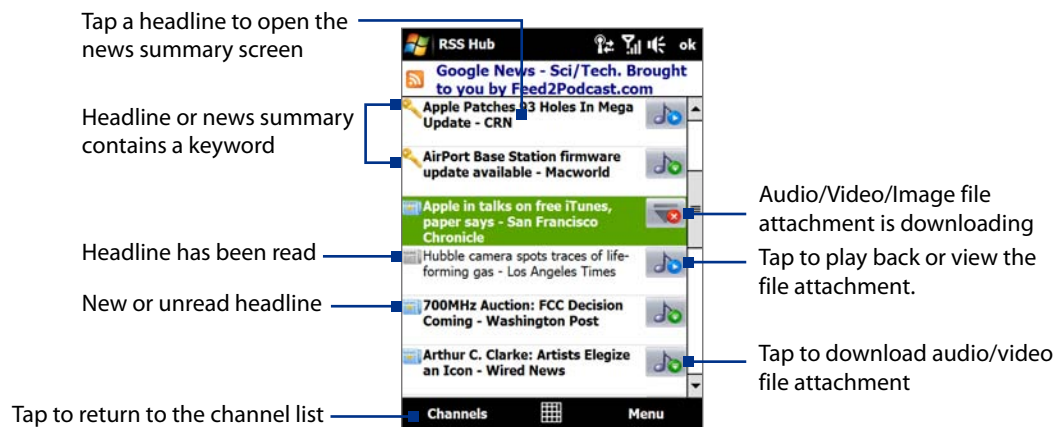 Tap a headline to open the
news summary screen
Headline or news summary
contains a keyword
Headline has been read
New or unread headline
Tap to return to the channel list
RSS Hub
ok
Google News - Sci/Tech. Brought
to you by Feed2Podcast.com
Apple Patches 93 Holes In Mega
Update - CRN
AirPort Base Station firmware
update available - Macworld
Apple in talks on free iTunes,
paper says - San Francisco
Chronicle
Hubble camera spots traces of life-
forming gas - Los Angeles Times
700MHz Auction: FCC Decision
Coming - Washington Post
Arthur C. Clarke: Artists Elegize
an Icon - Wired News
Channels
Menu
Audio/Video/Image file
attachment is downloading
Tap to play back or view the
file attachment.
Tap to download audio/video
file attachment